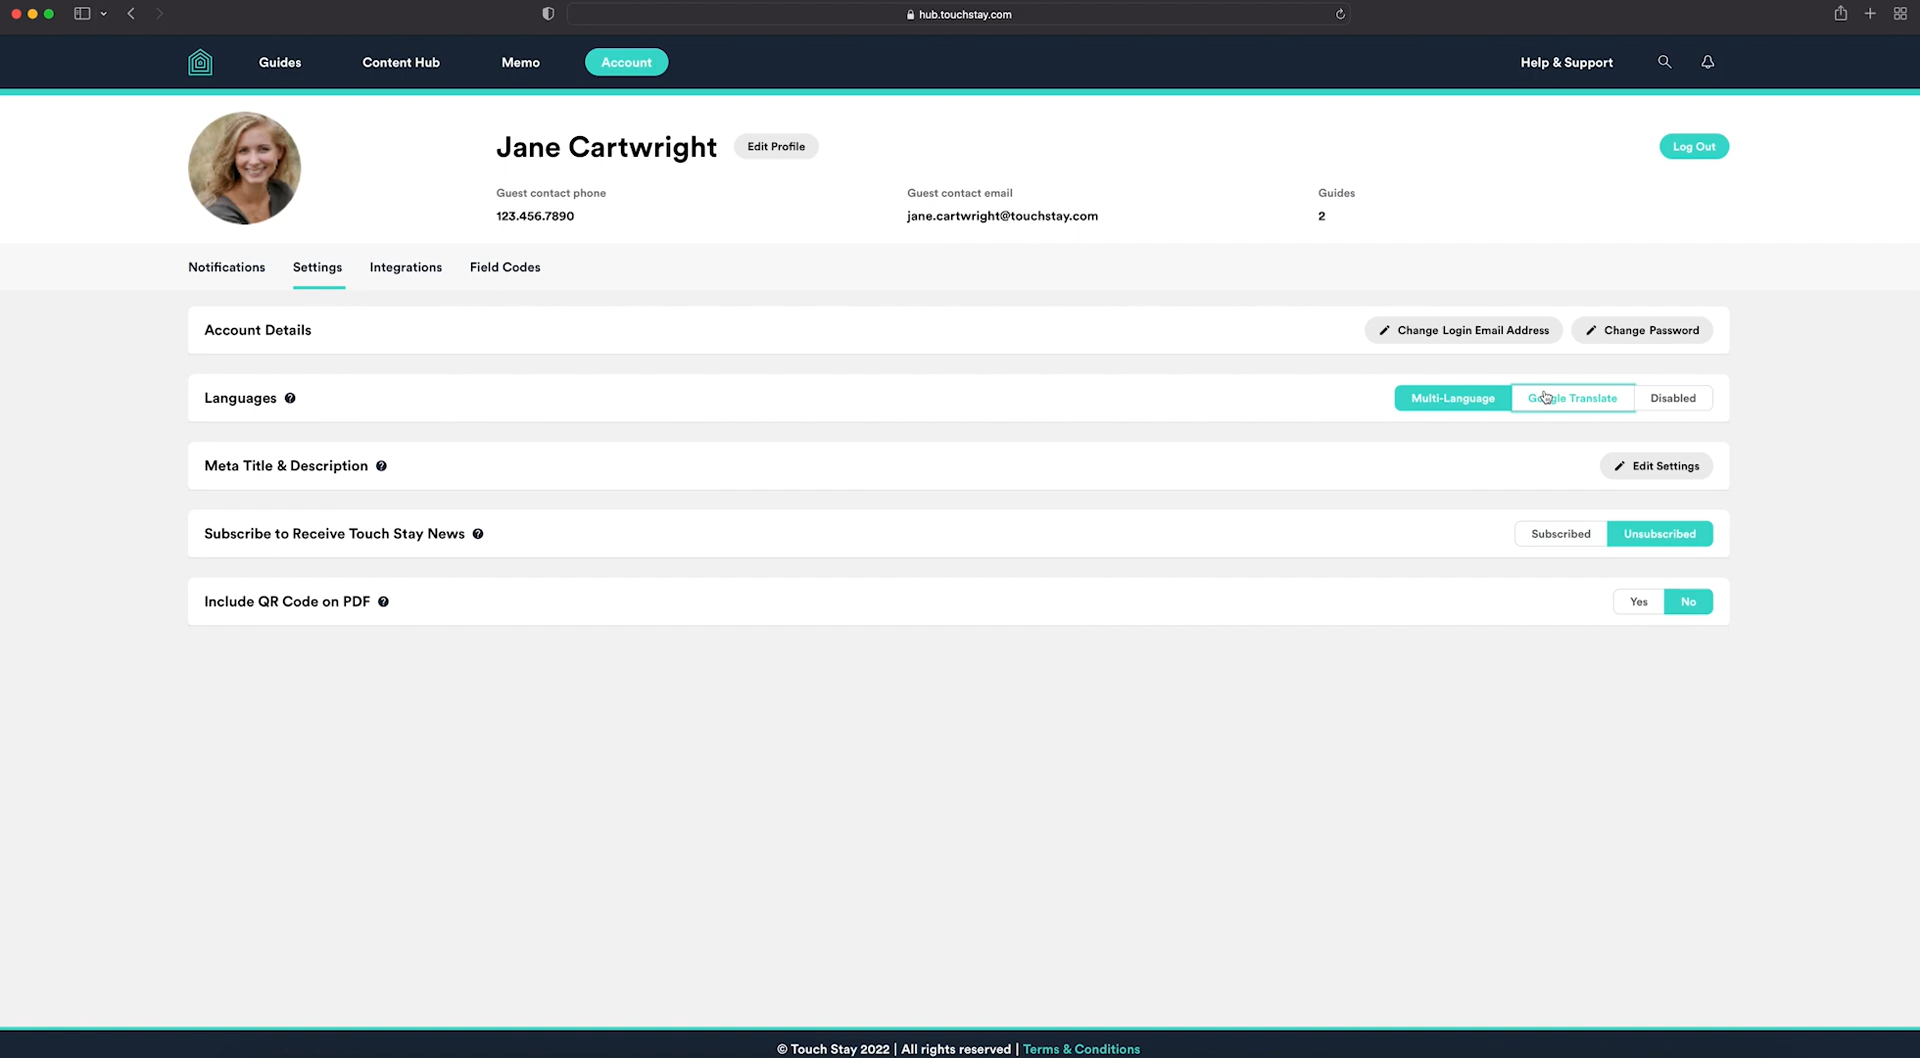 hub.touchstay.com
Guides Content Hub Memo Account Help & Support
Jane Cartwright Edit Profile Log Out
Guest contact phone Guest contact email Guides
123.456.7890 jane.cartwright@touchstay.com 2
Notifications Settings Integrations Field Codes
Account Details Change Login Email Address Change Password
Languages Multi-Language Google Translate Disabled
Meta Title & Description Edit Settings
Subscribe to Receive Touch Stay News Subscribed Unsubscribed
Include QR Code on PDF Yes No
© Touch Stay 2022 | All rights reserved | Terms & Conditions